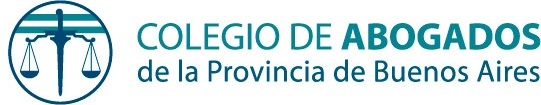 COLEGIO DE ABOGADOS
de la Provincia de Buenos Aires